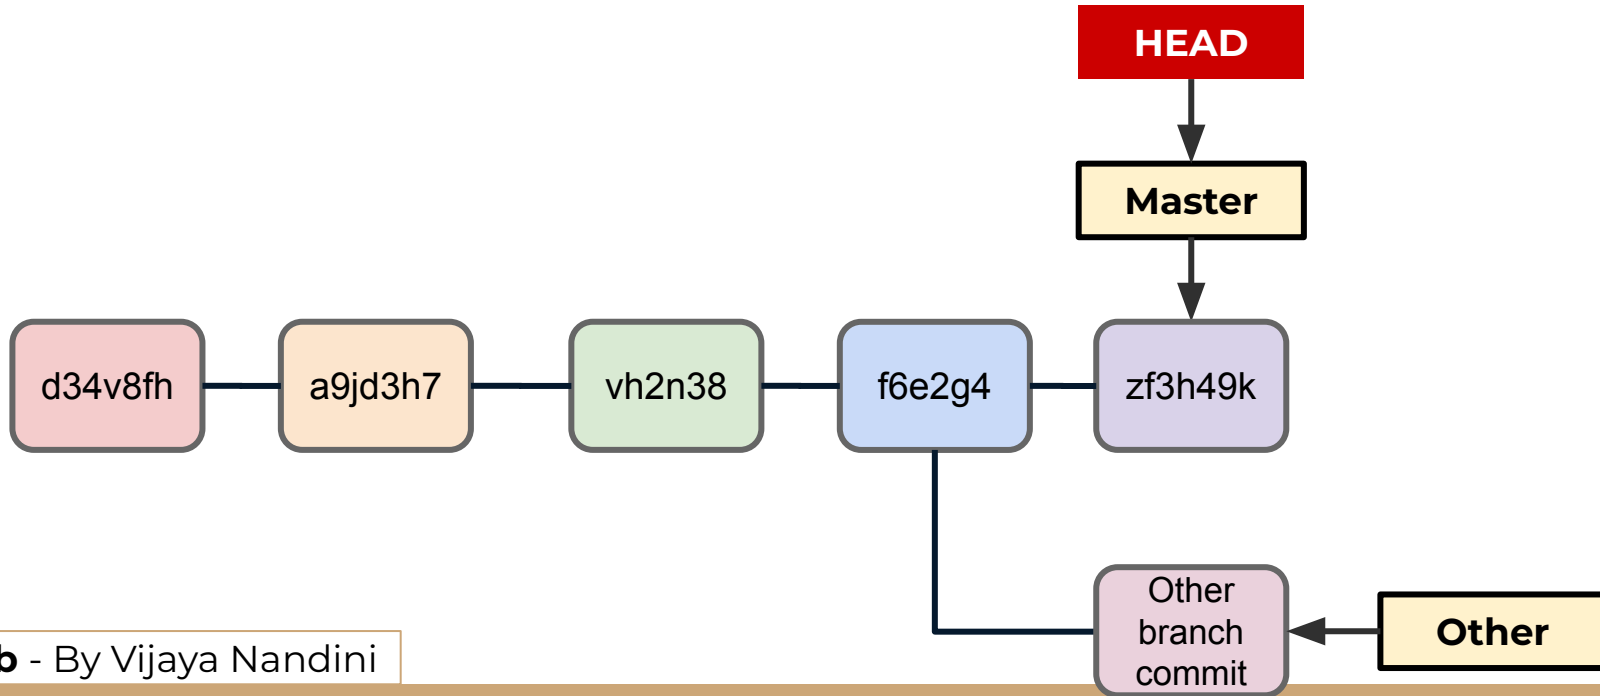 HEAD
Master
d34v8fh
a9jd3h7
vh2n38
f6e2g4
zf3h49k
Other
branch
commit
Other
b - By Vijaya Nandini